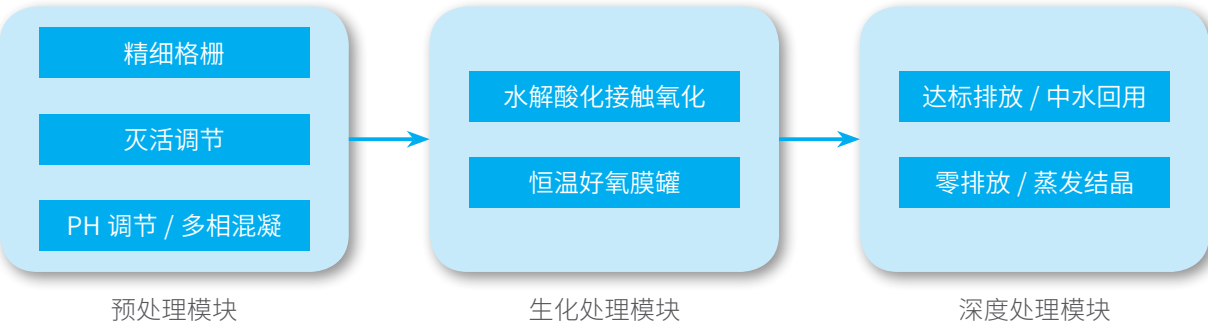 精细格栅
灭活调节
PH 调节 / 多相混凝
预处理模块
水解酸化接触氧化
恒温好氧膜罐
生化处理模块
达标排放 / 中水回用
零排放 / 蒸发结晶
深度处理模块